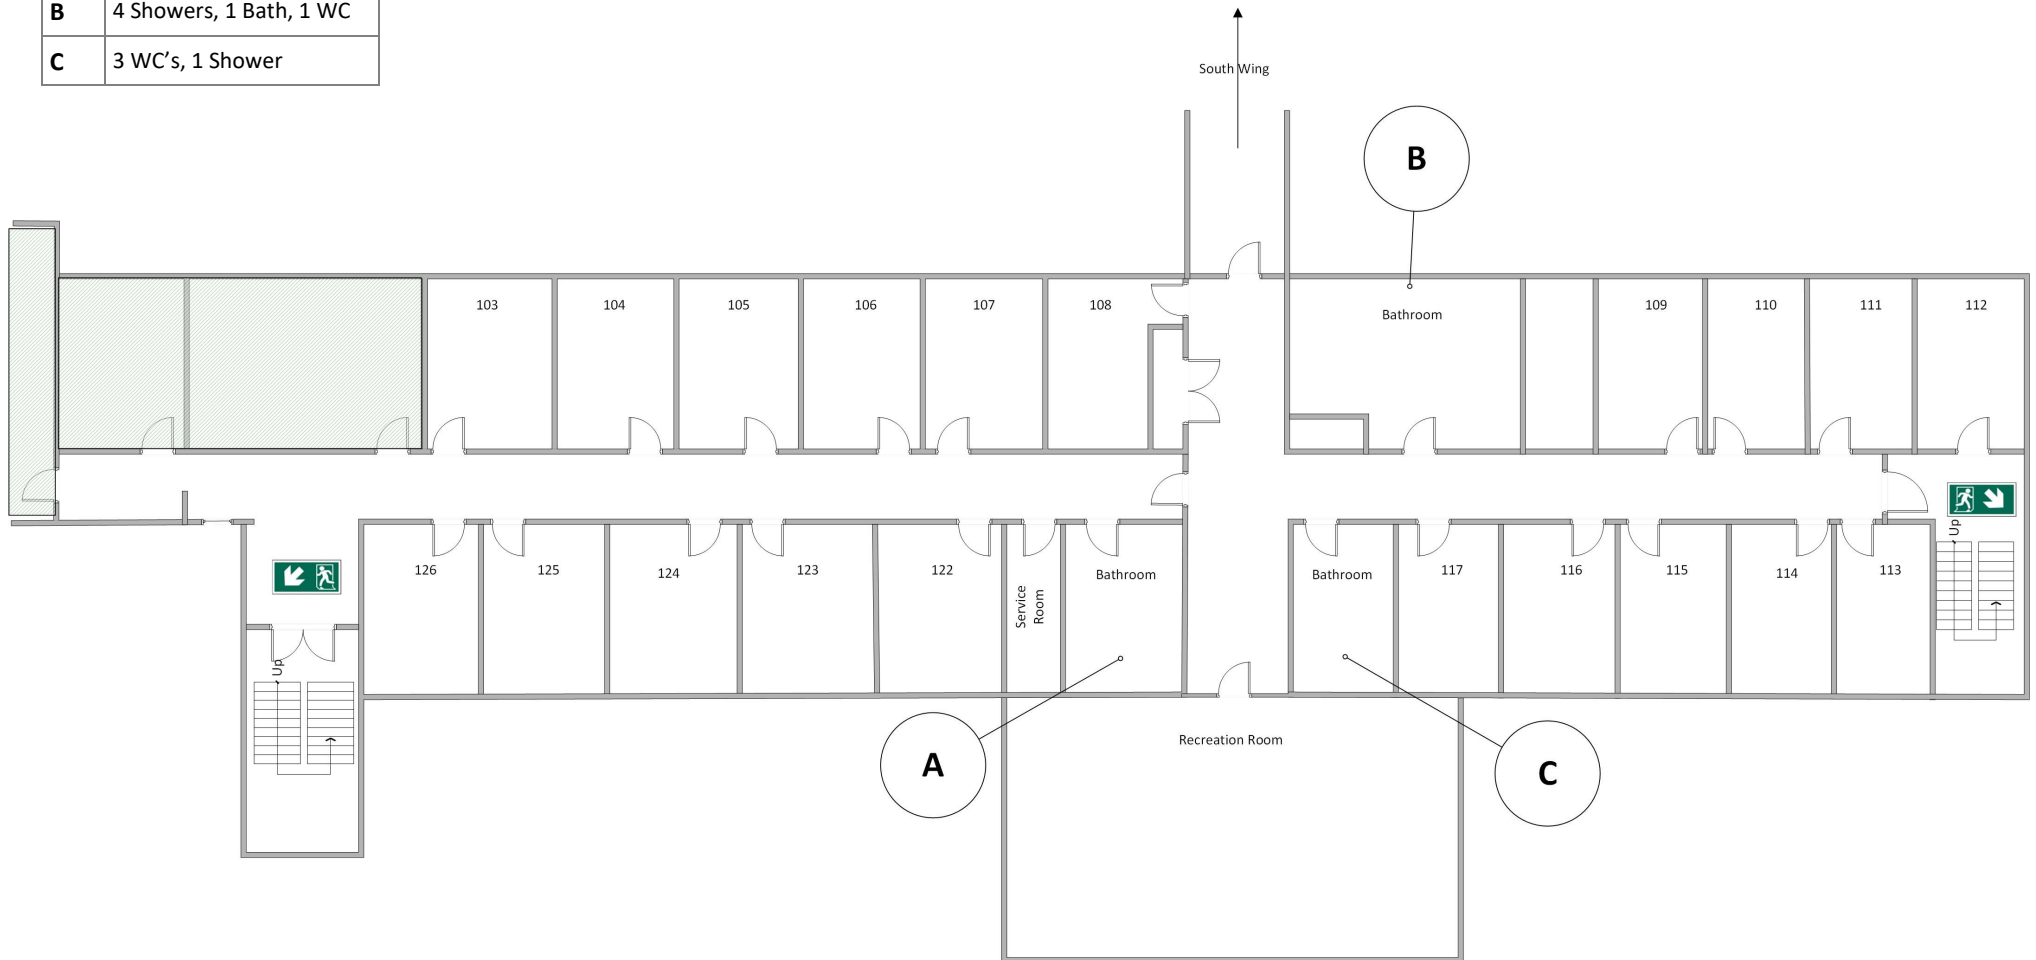 B 4 Showers, 1 Bath, 1 WC
C 3 WC’s, 1 Shower
South Wing
B
103 104 105 106 107 108 Bathroom 109 110 111 112
Up
126 125 124 123 122 Service Room Bathroom Bathroom 117 116 115 114 113
Up
A
Recreation Room
C